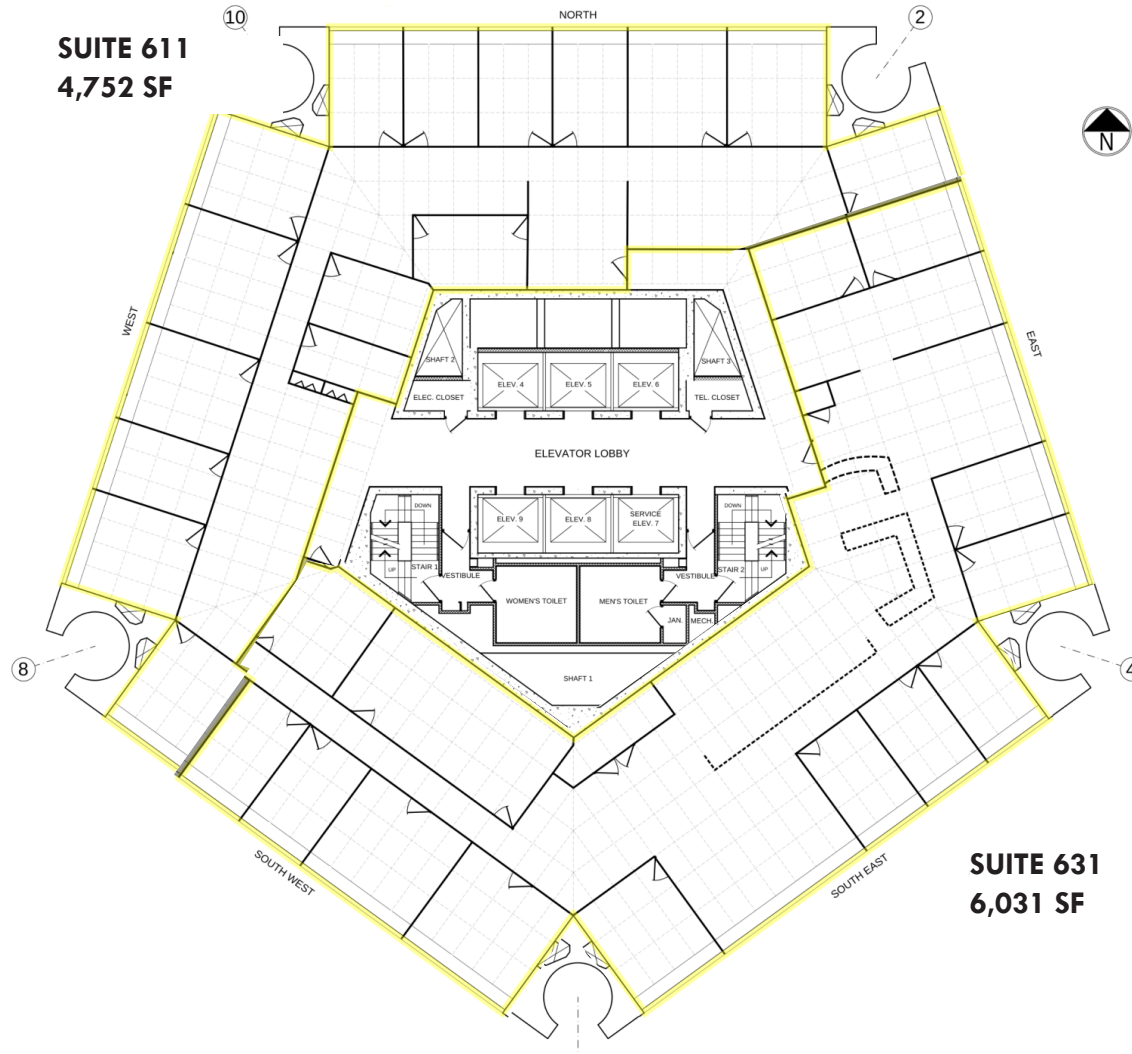 10
NORTH
2
SUITE 611
4,752 SF
N
WEST
EAST
SHAFT 2
SHAFT 3
ELEV. 4
ELEV. 5
ELEV. 6
ELEC. CLOSET
TEL. CLOSET
ELEVATOR LOBBY
DOWN
DOWN
ELEV. 9
ELEV. 8
SERVICE
ELEV. 7
STAIR 1
UP
VESTIBULE
VESTIBULE
STAIR 2
UP
WOMEN'S TOILET
MEN'S TOILET
JAN.
MECH.
8
4
SHAFT 1
SOUTH WEST
SOUTH EAST
SUITE 631
6,031 SF